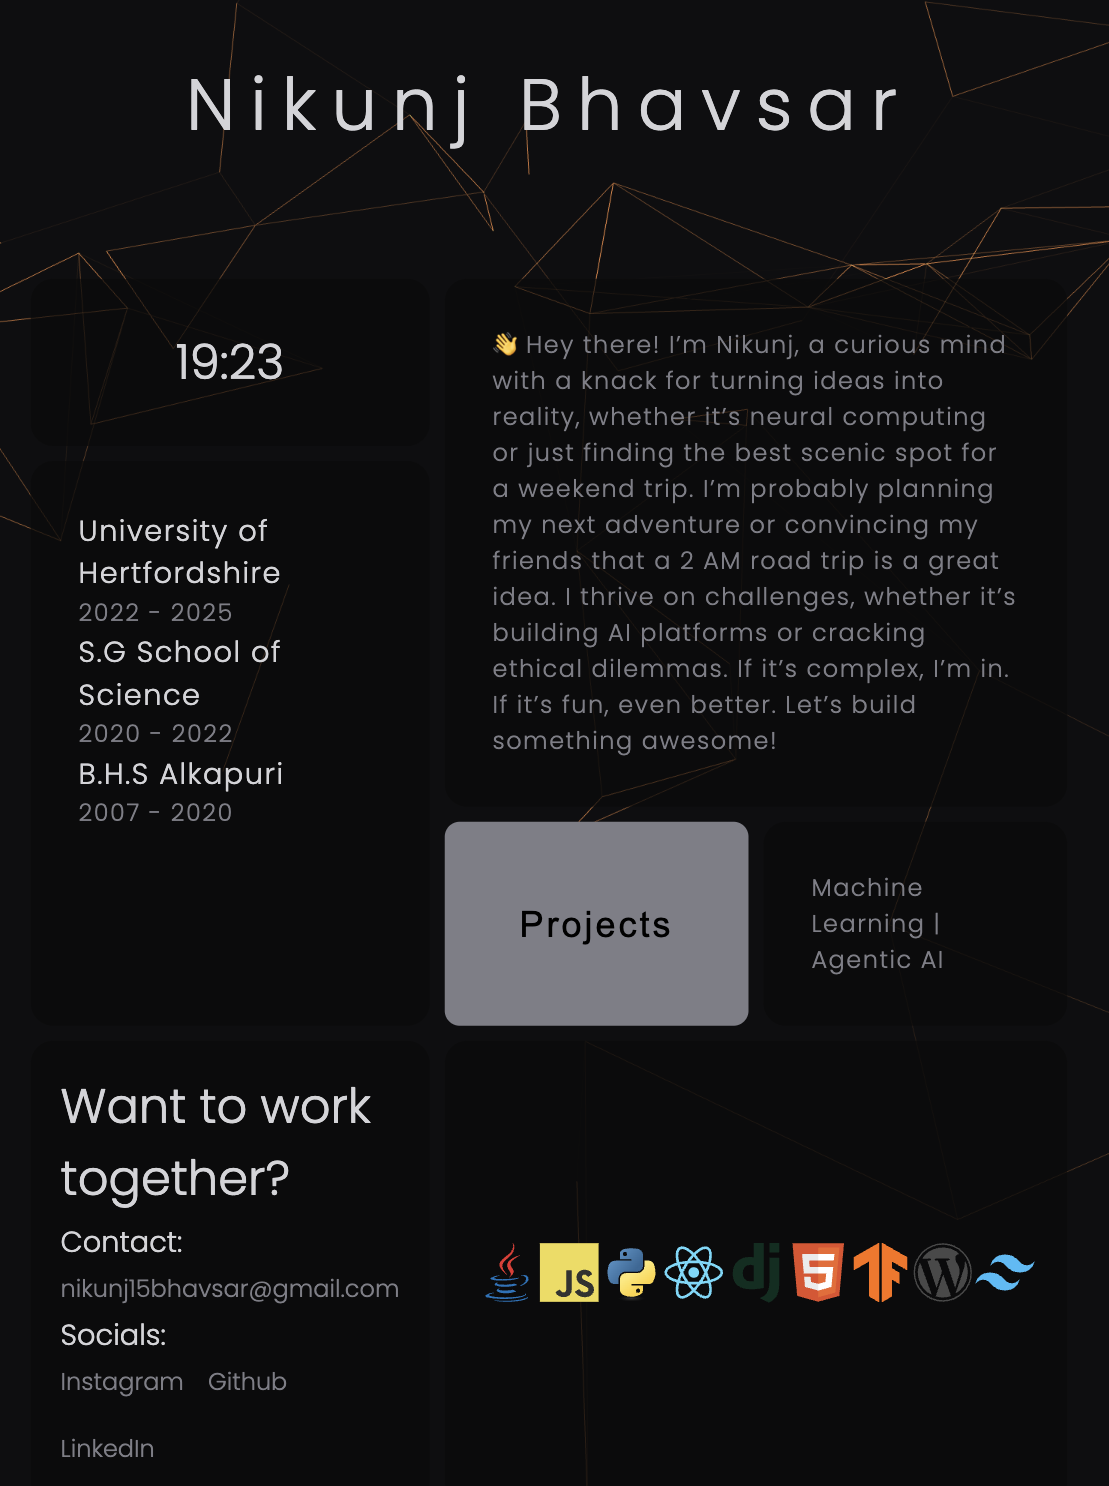 Nikunj Bhavsar
19:23
👋 Hey there! I’m Nikunj, a curious mind
with a knack for turning ideas into
reality, whether it’s neural computing
or just finding the best scenic spot for
a weekend trip. I’m probably planning
my next adventure or convincing my
friends that a 2 AM road trip is a great
idea. I thrive on challenges, whether it’s
building AI platforms or cracking
ethical dilemmas. If it’s complex, I’m in.
If it’s fun, even better. Let’s build
something awesome!
University of
Hertfordshire
2022 - 2025
S.G School of
Science
2020 - 2022
B.H.S Alkapuri
2007 - 2020
Projects
Machine
Learning |
Agentic AI
Want to work
together?
Contact:
nikunj15bhavsar@gmail.com
Socials:
Instagram Github
LinkedIn
JS dj 5 W